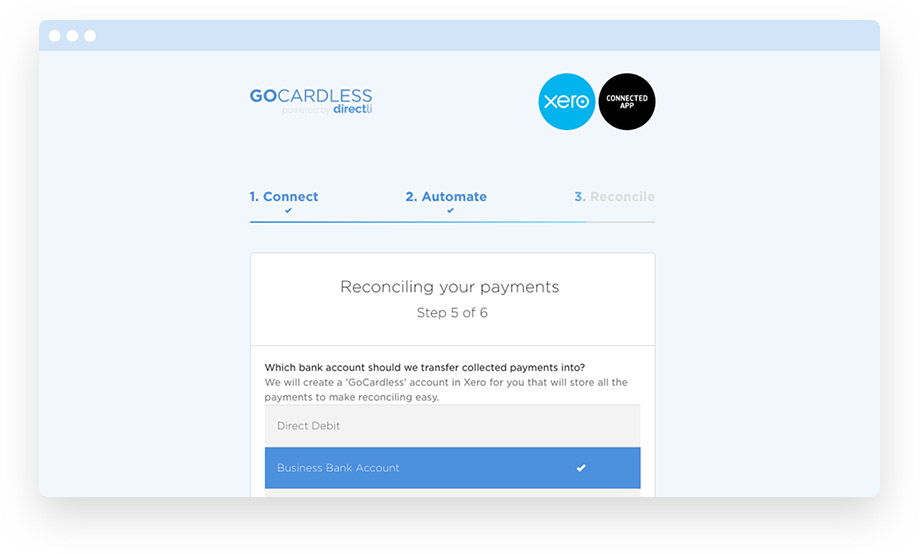 GOCARDLESS
powered by directli
xero
CONNECTED
APP
1. Connect
2. Automate
3. Reconcile
Reconciling your payments
Step 5 of 6
Which bank account should we transfer collected payments into?
We will create a 'GoCardless' account in Xero for you that will store all the
payments to make reconciling easy.
Direct Debit
Business Bank Account